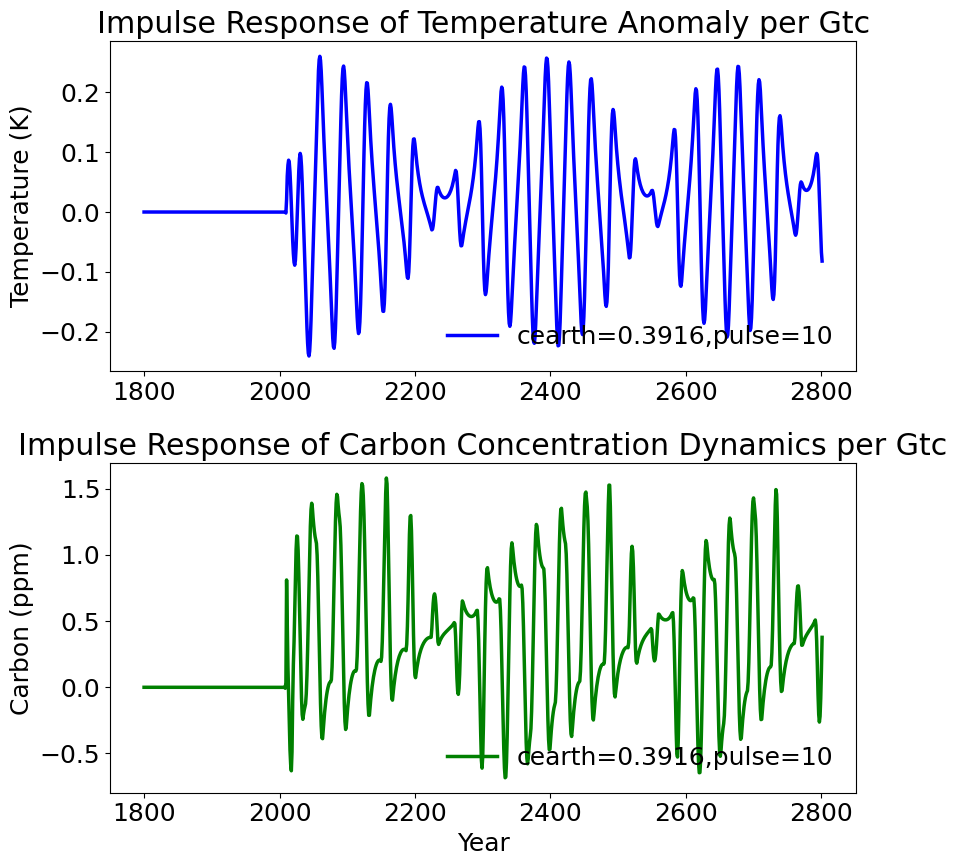 Impulse Response of Temperature Anomaly per Gtc
Temperature (K)
0.2
0.1
0.0
−0.1
−0.2
cearth=0.3916,pulse=10
1800 2000 2200 2400 2600 2800
Impulse Response of Carbon Concentration Dynamics per Gtc
Carbon (ppm)
1.5
1.0
0.5
0.0
−0.5
cearth=0.3916,pulse=10
1800 2000 2200 2400 2600 2800
Year